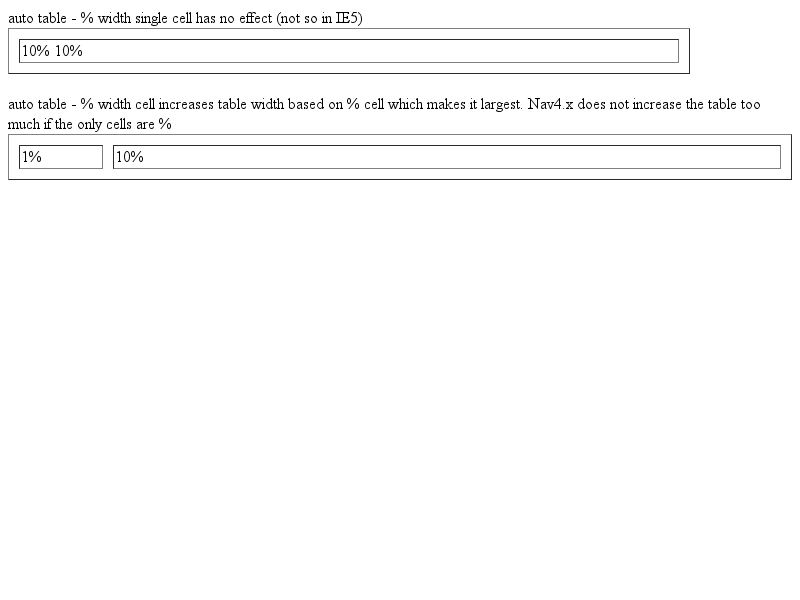 auto table - % width single cell has no effect (not so in IE5)
10% 10%
auto table - % width cell increases table width based on % cell which makes it largest. Nav4.x does not increase the table too
much if the only cells are %
1% 10%